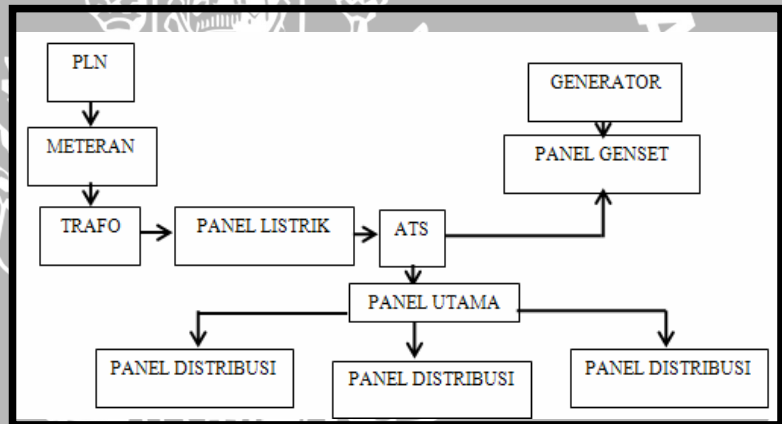 PLN
GENERATOR
METERAN
PANEL GENSET
TRAFO
PANEL LISTRIK
ATS
PANEL UTAMA
PANEL DISTRIBUSI
PANEL DISTRIBUSI
PANEL DISTRIBUSI